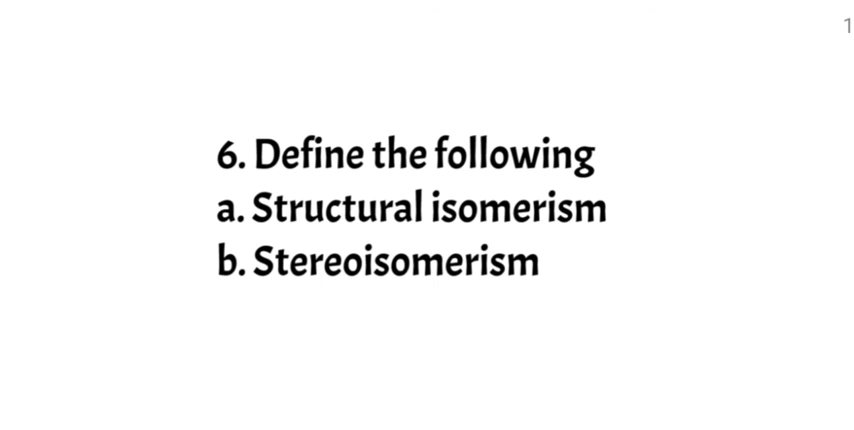 1
6. Define the following
a. Structural isomerism
b. Stereoisomerism